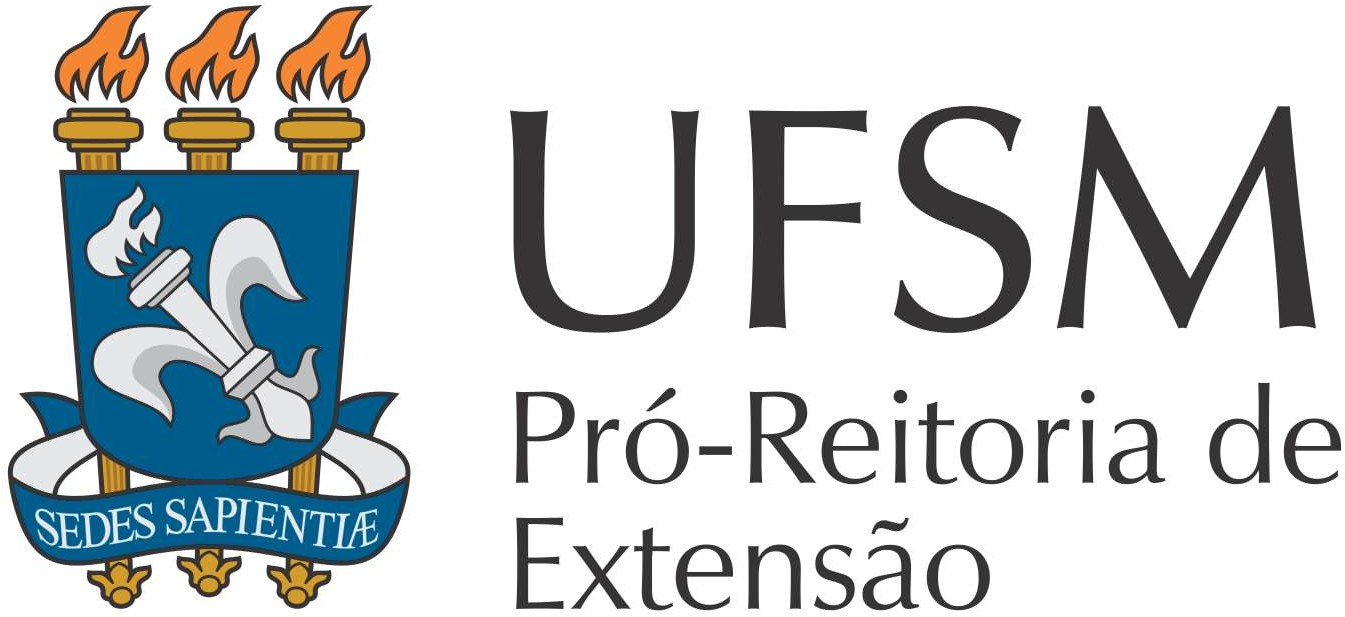 UFSM
Pró-Reitoria de
Extensão
SEDES SAPIENTIÆ